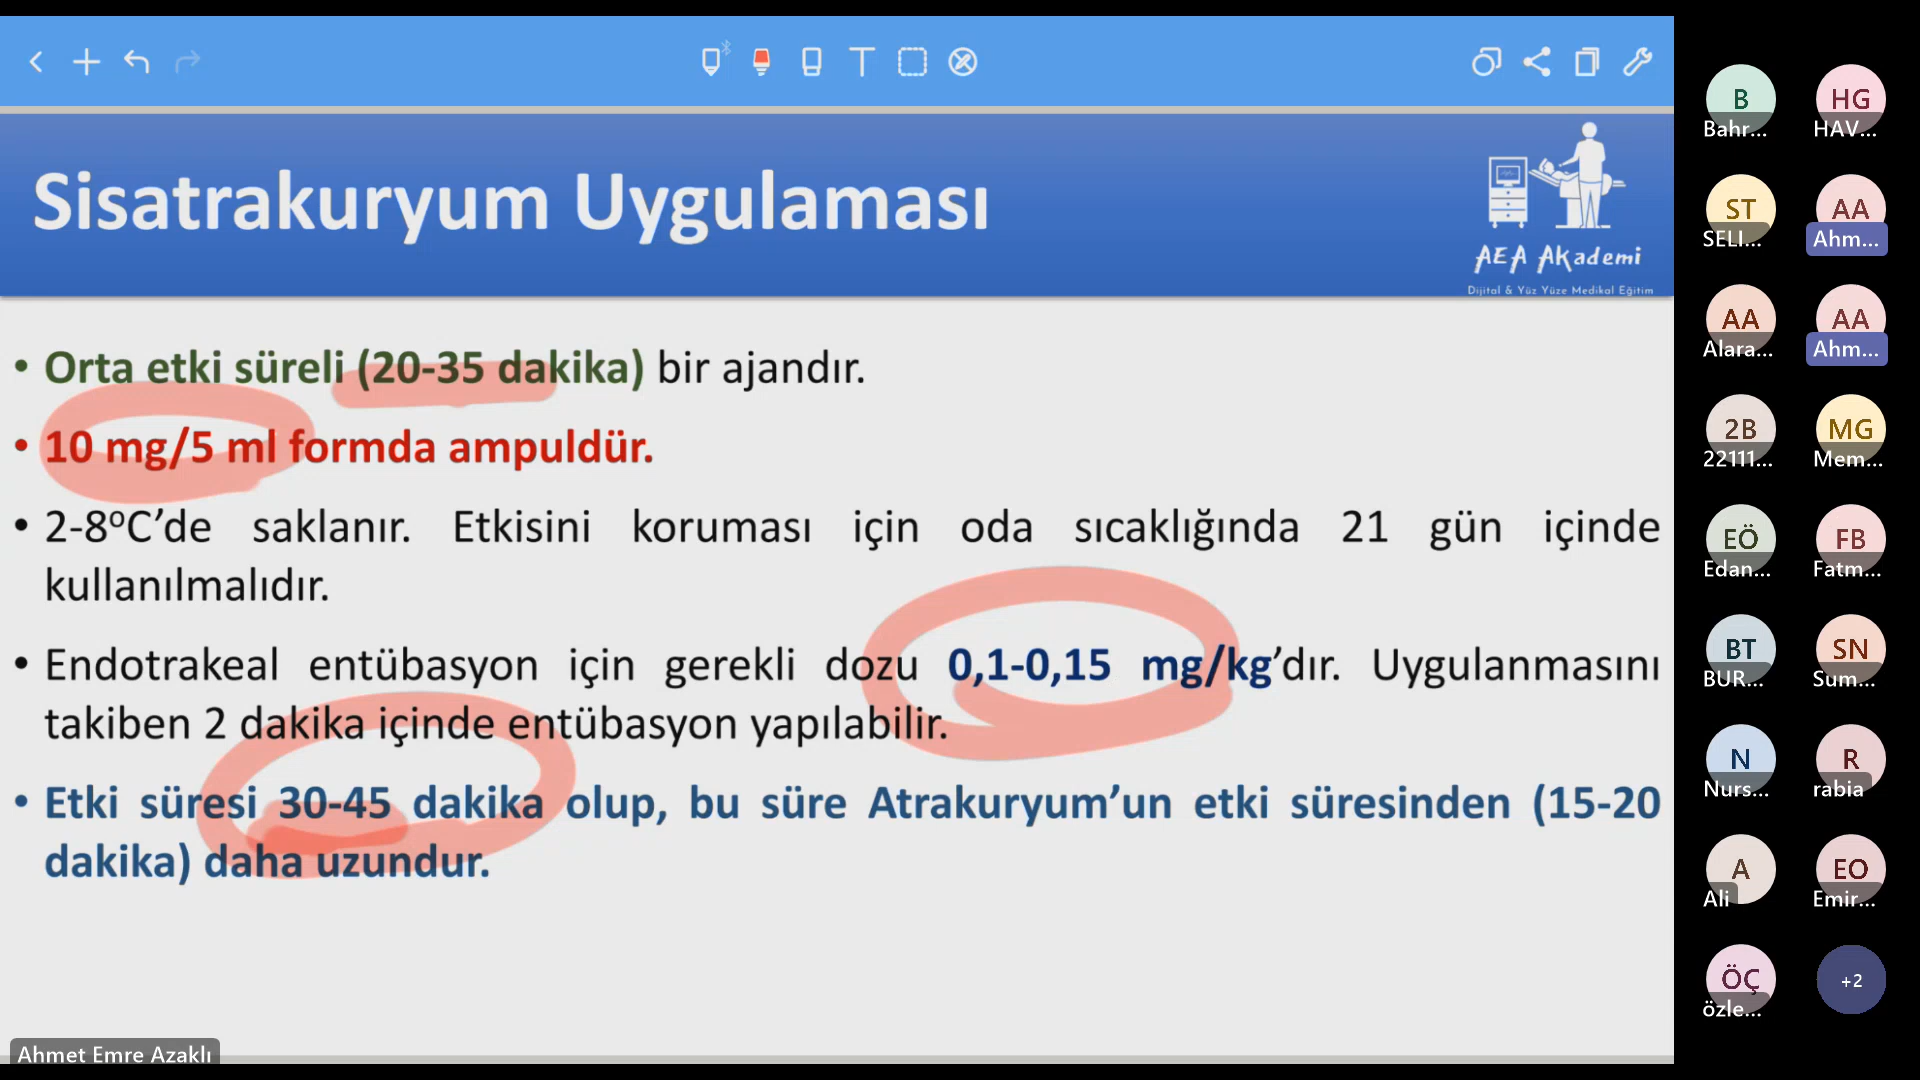 Sisatrakuryum Uygulaması
AEA Akademi
Dijital & Yüz Yüze Medikal Eğitim
• Orta etki süreli (20-35 dakika) bir ajandır.
• 10 mg/5 ml formda ampuldür.
• 2-8ºC’de saklanır. Etkisini koruması için oda sıcaklığında 21 gün içinde
kullanılmalıdır.
• Endotrakeal entübasyon için gerekli dozu 0,1-0,15 mg/kg’dır. Uygulanmasını
takiben 2 dakika içinde entübasyon yapılabilir.
• Etki süresi 30-45 dakika olup, bu süre Atrakuryum’un etki süresinden (15-20
dakika) daha uzundur.
Ahmet Emre Azaklı
B
Bahr...
HG
HAV...
ST
SELI...
AA
Ahm...
AA
Alara...
AA
Ahm...
2B
22111...
MG
Mem...
EÖ
Edan...
FB
Fatm...
BT
BUR...
SN
Sum...
N
Nurs...
R
rabia
A
Ali
EO
Emir...
ÖÇ
özle...
+2